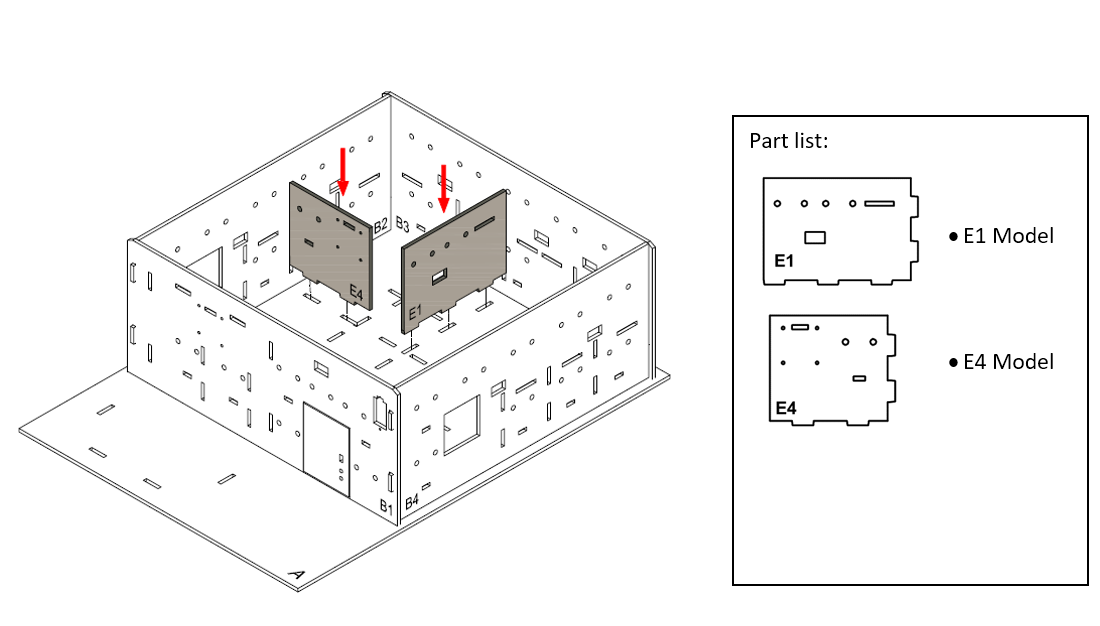 Part list:
E1
• E1 Model
E4
• E4 Model
B2
B3
E4
E1
B1
B4
A